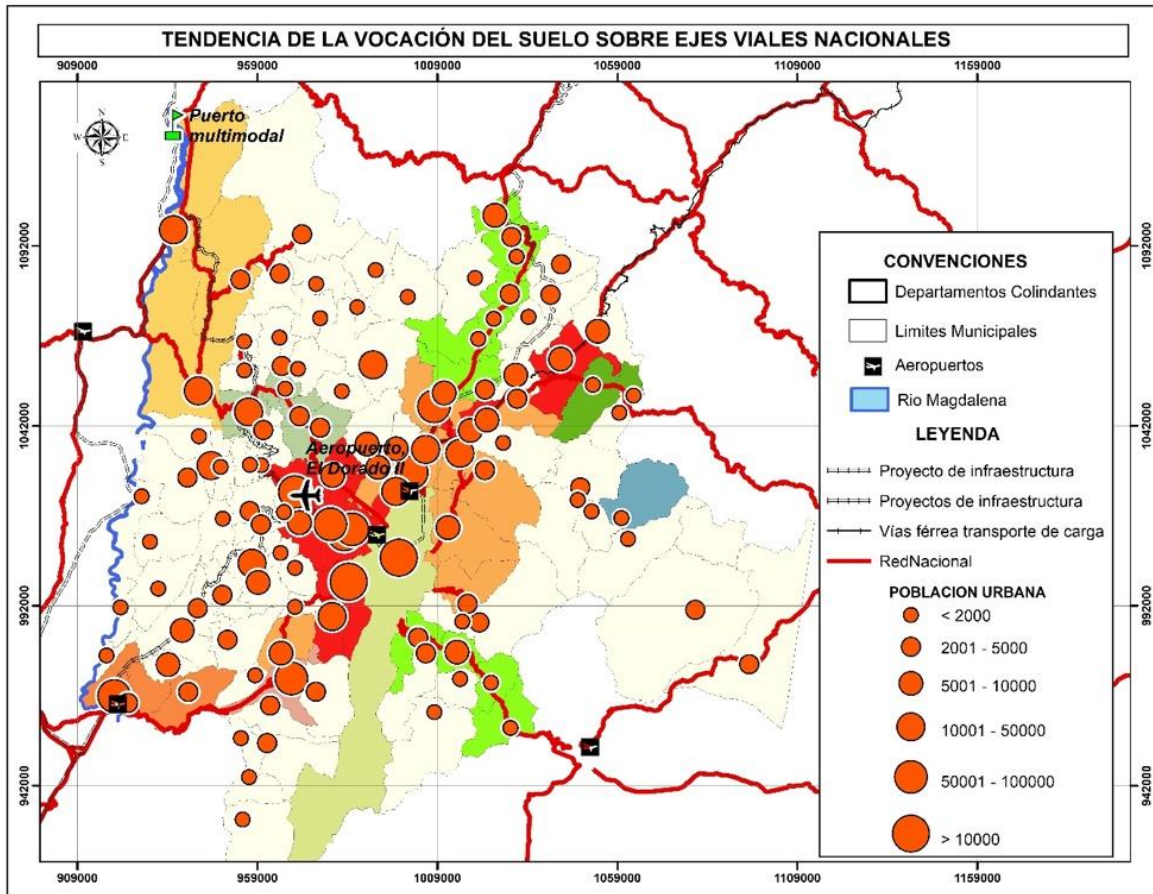 TENDENCIA DE LA VOCACIÓN DEL SUELO SOBRE EJES VIALES NACIONALES
909000
959000
1009000
1059000
1109000
1159000
Puerto
multimodal
N
W
E
S
1092000
1092000
CONVENCIONES
Departamentos Colindantes
Limites Municipales
Aeropuertos
Rio Magdalena
1042000
1042000
Aeropuerto,
El Dorado II
LEYENDA
Proyecto de infraestructura
Proyectos de infraestructura
Vías férrea transporte de carga
RedNacional
992000
992000
POBLACION URBANA
< 2000
2001 - 5000
5001 - 10000
10001 - 50000
50001 - 100000
> 10000
942000
942000
909000
959000
1009000
1059000
1109000
1159000